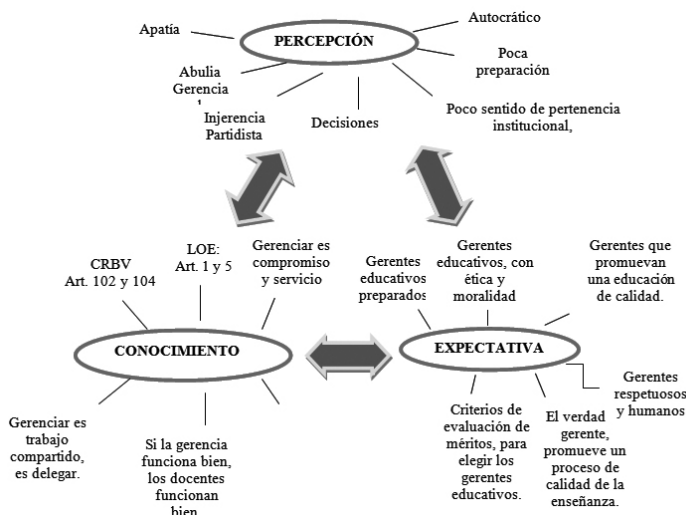 Apatía
PERCEPCIÓN
Autocrático
Poca
preparación
Abulia
Gerencia
Injerencia
Partidista
Decisiones
Poco sentido de pertenencia
institucional,
CRBV
Art. 102 y 104
LOE:
Art. 1 y 5
Gerenciar es
compromiso
y servicio
CONOCIMIENTO
Gerenciar es
trabajo
compartido,
es delegar.
Si la gerencia
funciona bien,
los docentes
funcionan
bien
Gerentes
educativos
preparados
Gerentes
educativos, con
ética y
moralidad
Gerentes que
promuevan
una educación
de calidad.
EXPECTATIVA
Criterios de
evaluación de
méritos, para
elegir los
gerentes
educativos.
El verdad
gerente,
promueve un
proceso de
calidad de la
enseñanza.
Gerentes
respetuosos
y humanos